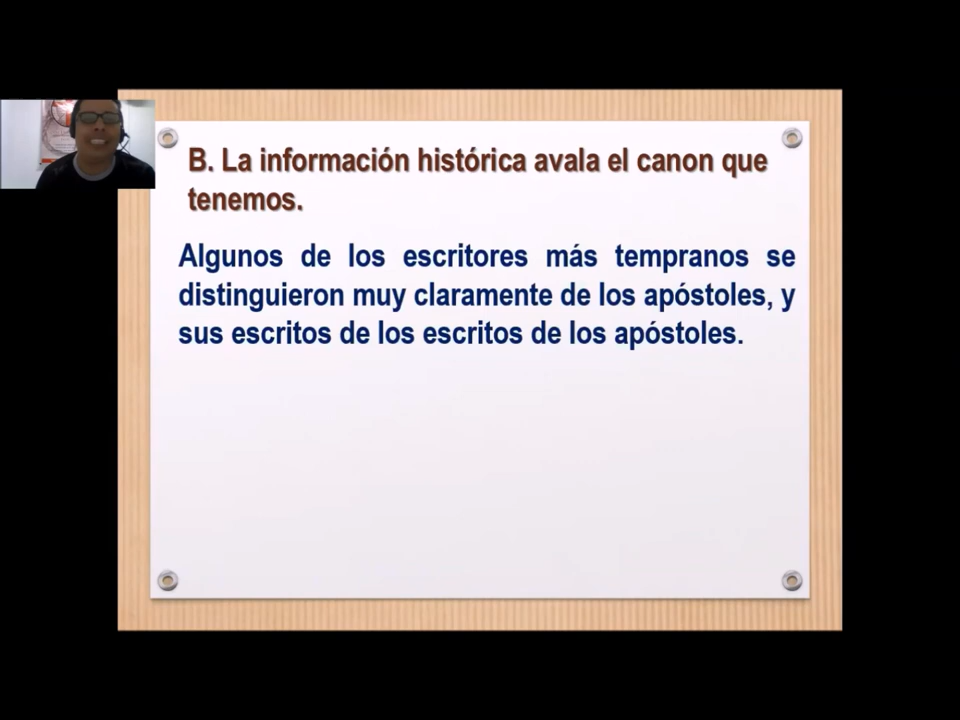 B. La información histórica avala el canon que
tenemos.
Algunos de los escritores más tempranos se
distinguieron muy claramente de los apóstoles, y
sus escritos de los escritos de los apóstoles.